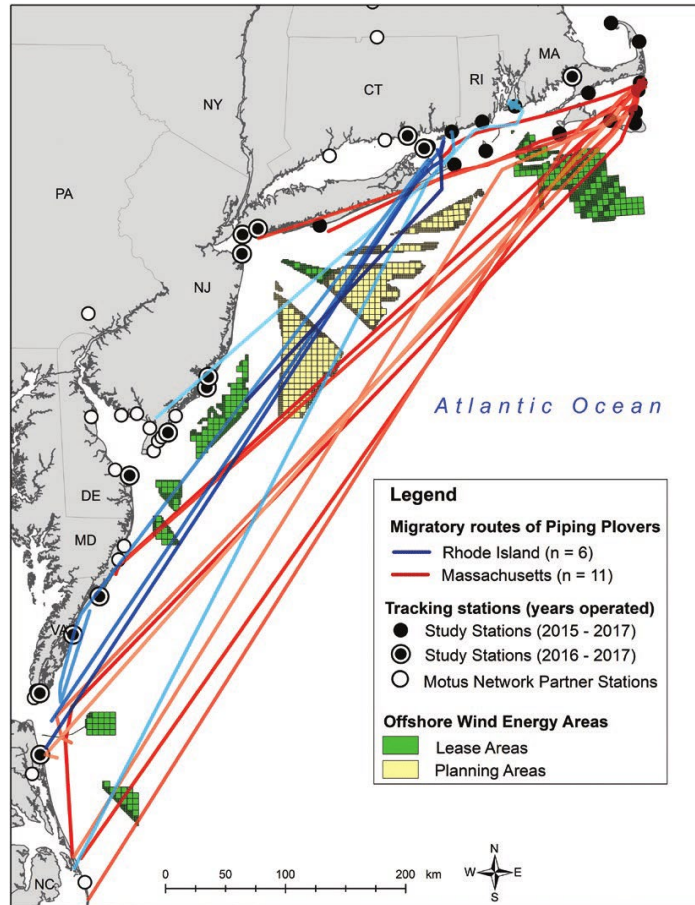 MA
NY
CT
RI
PA
NJ
Atlantic Ocean
DE
MD
VA
NC
Legend
Migratory routes of Piping Plovers
Rhode Island (n = 6)
Massachusetts (n = 11)
Tracking stations (years operated)
Study Stations (2015 - 2017)
Study Stations (2016 - 2017)
Motus Network Partner Stations
Offshore Wind Energy Areas
Lease Areas
Planning Areas
0 50 100 200 km
N
W E
S